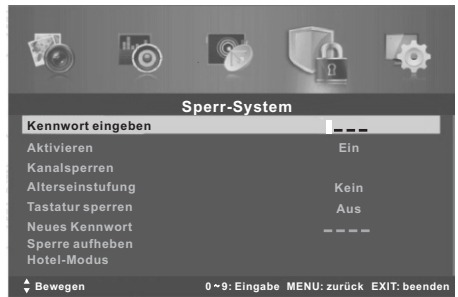 Sperr-System
Kennwort eingeben _ _ _
Aktivieren Ein
Kanalsperren
Alterseinstufung Kein
Tastatur sperren Aus
Neues Kennwort _ _ _ _
Sperre aufheben
Hotel-Modus
Bewegen 0~9: Eingabe MENU: zurück EXIT: beenden